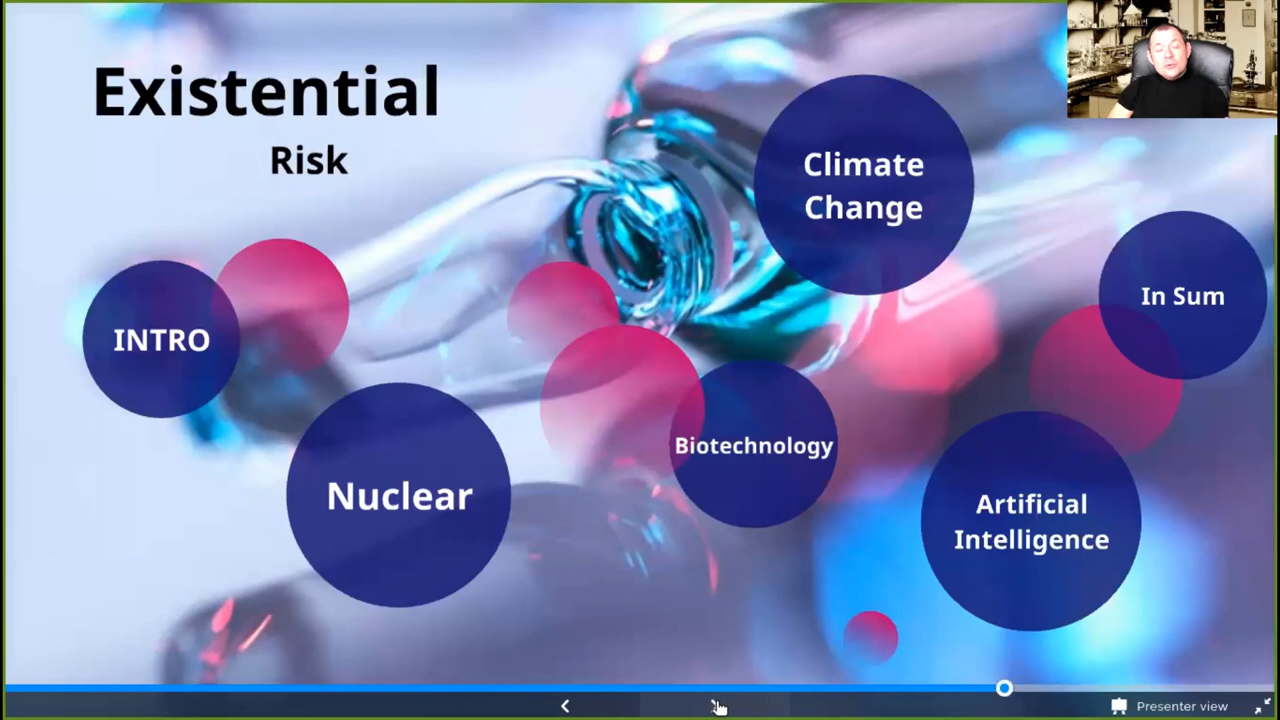 Existential
Risk
Climate
Change
In Sum
INTRO
Biotechnology
Nuclear
Artificial
Intelligence
Presenter view